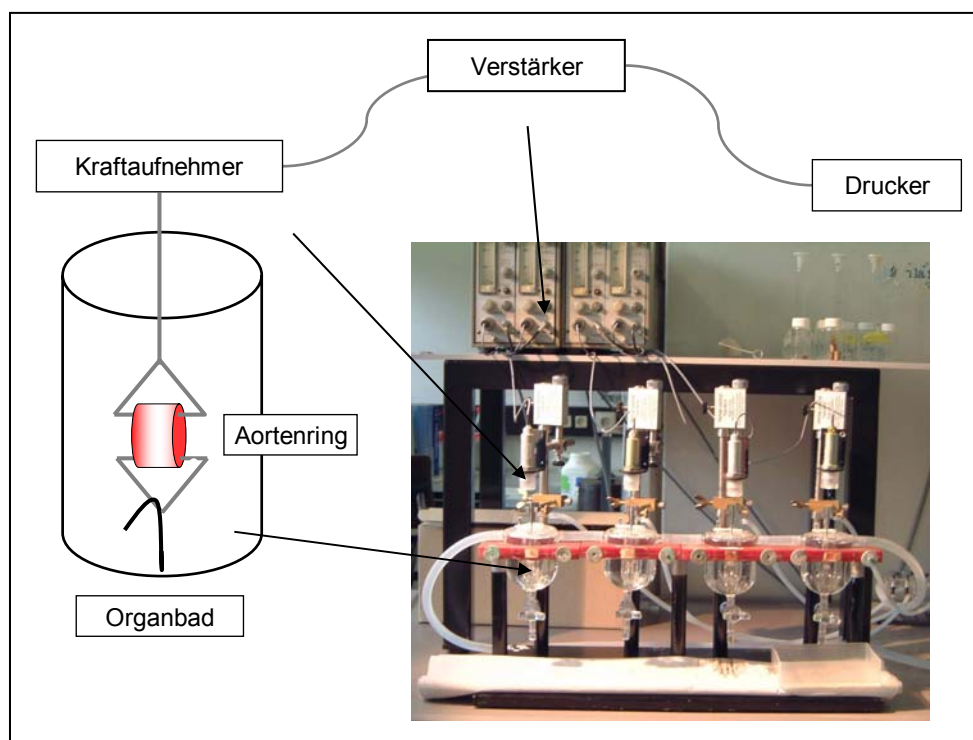 Verstärker
Kraftaufnehmer
Drucker
Aortenring
Organbad